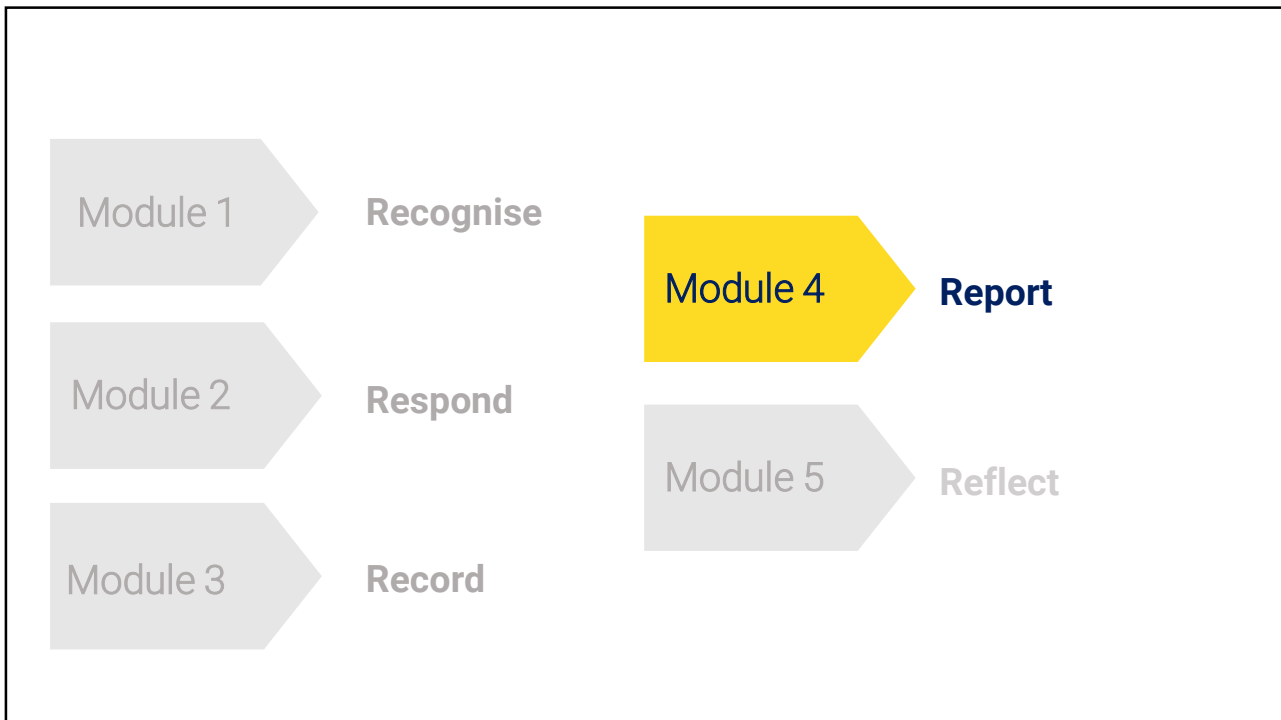 Module 1
Recognise
Module 2
Respond
Module 3
Record
Module 4
Report
Module 5
Reflect